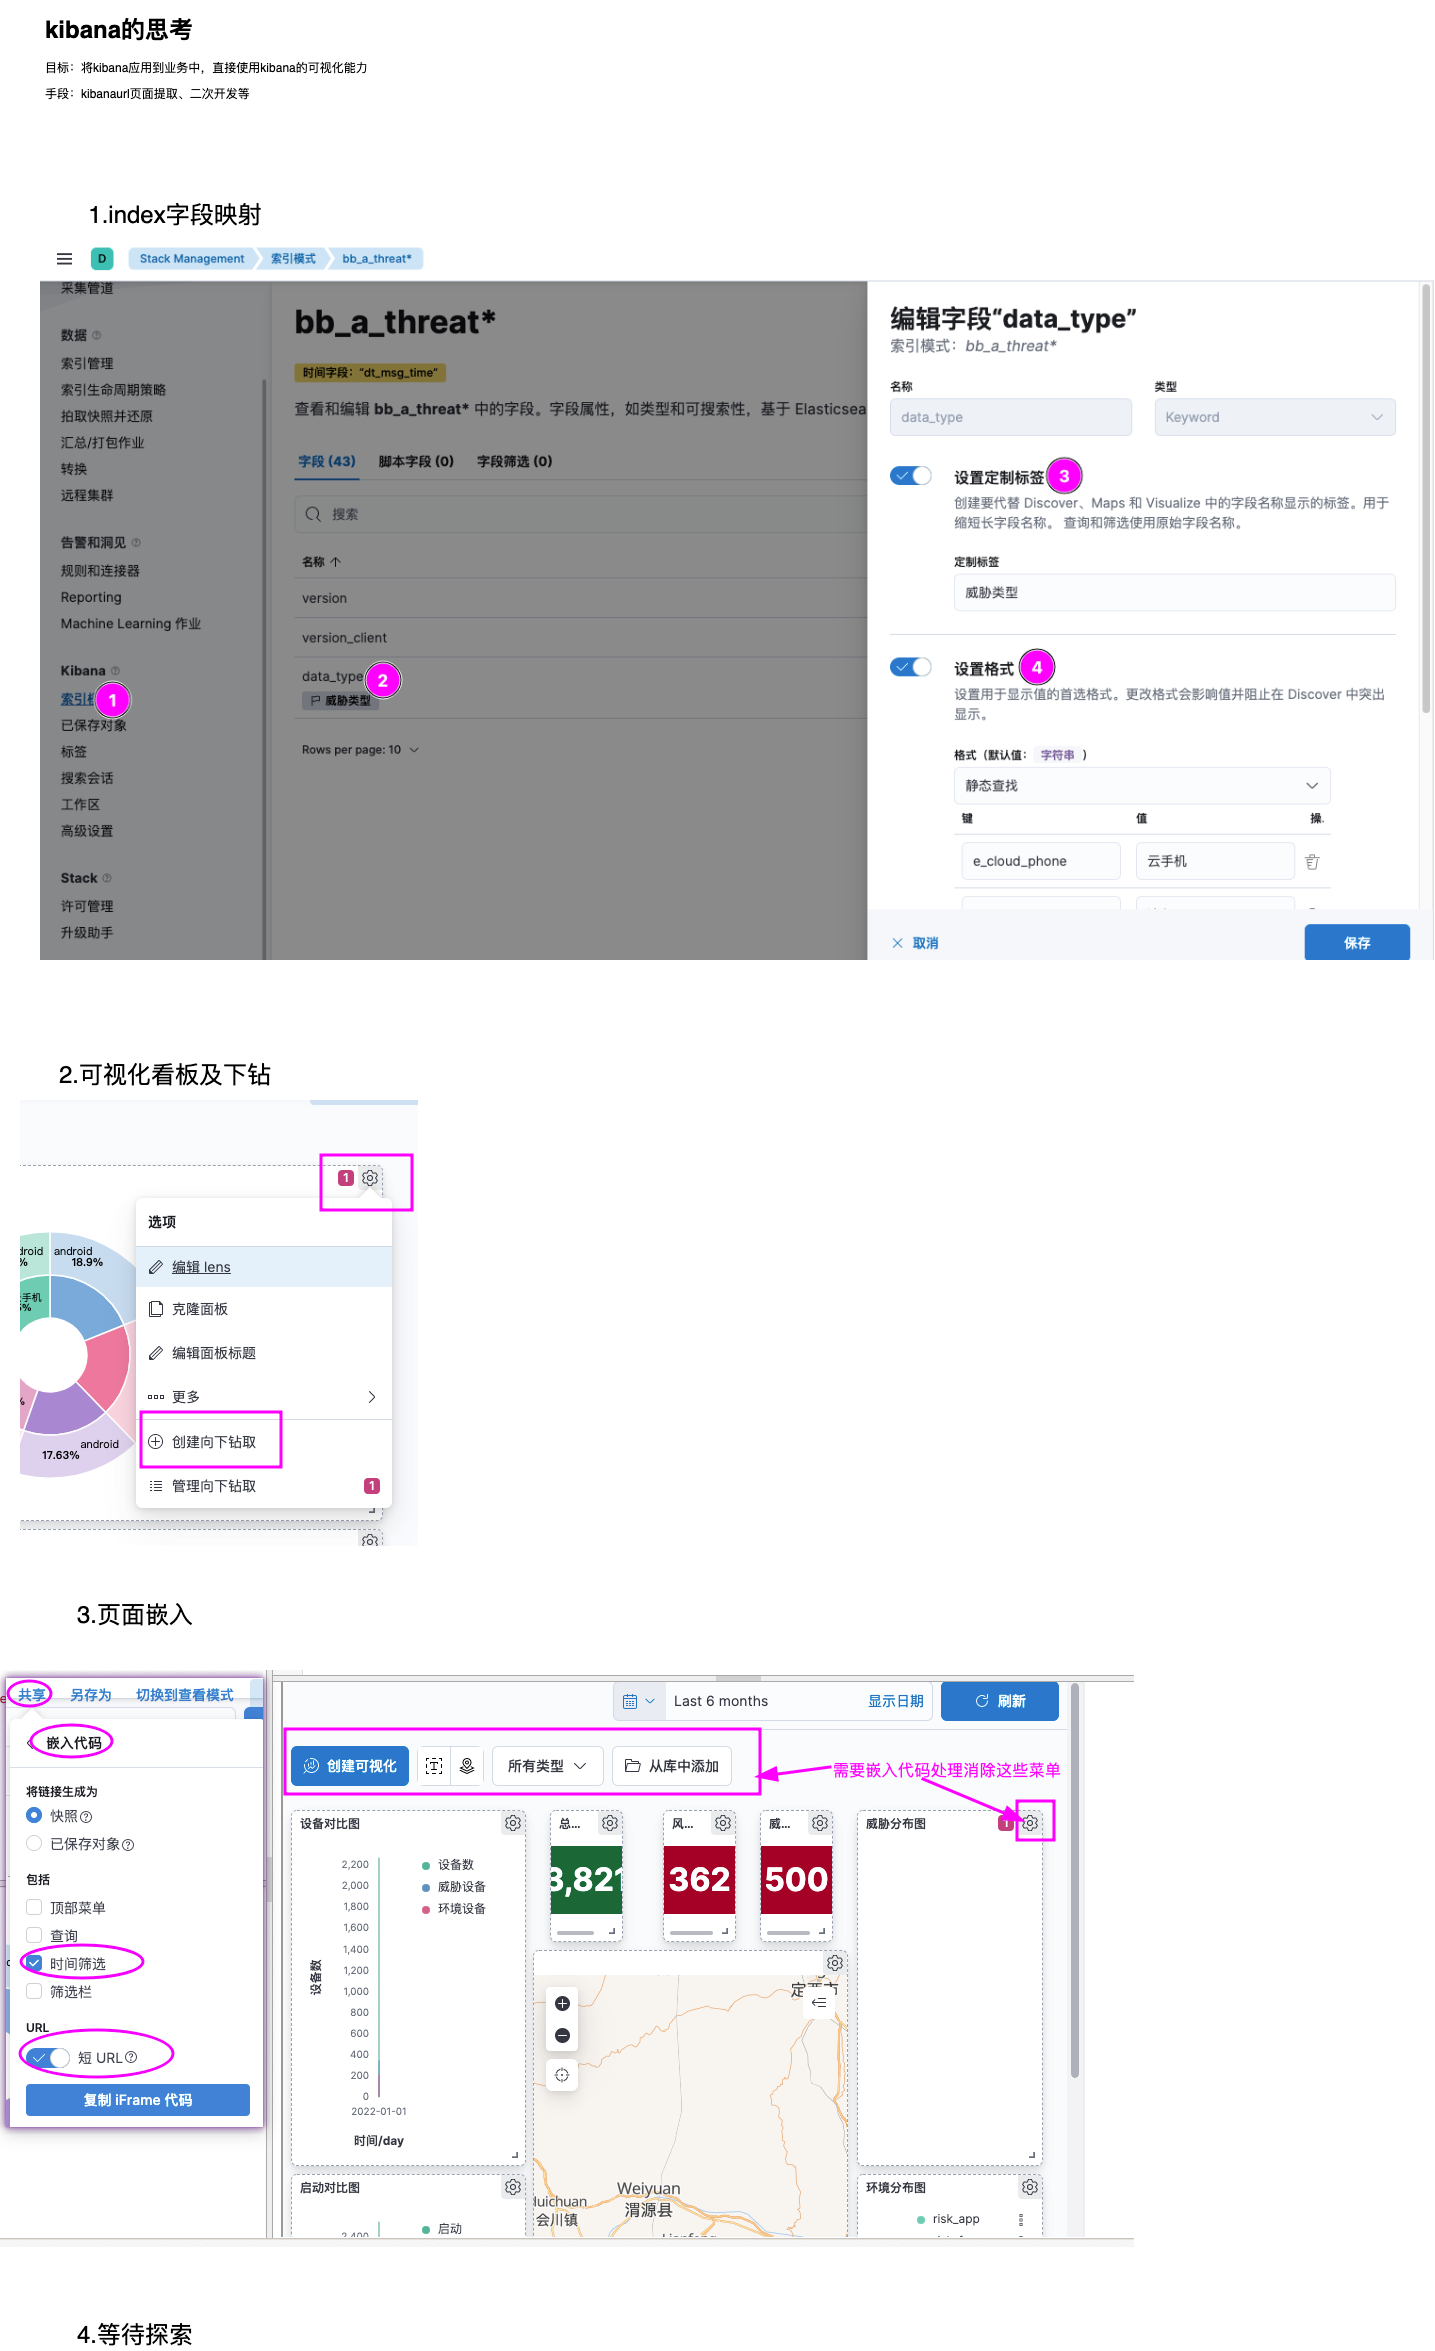 kibana的思考
目标：将kibana应用到业务中，直接使用kibana的可视化能力
手段：kibanaurl页面提取、二次开发等
1.index字段映射
D Stack Management 索引模式 bb_a_threat*
采集管道
数据
索引管理
索引生命周期策略
拍取快照并还原
汇总/打包作业
转换
远程集群
告警和洞见
规则和连接器
Reporting
Machine Learning 作业
Kibana
索引 1
已保存对象
标签
搜索会话
工作区
高级设置
Stack
许可管理
升级助手
bb_a_threat*
时间字段：“dt_msg_time”
查看和编辑 bb_a_threat* 中的字段。字段属性，如类型和可搜索性，基于 Elasticsea
字段 (43) 脚本字段 (0) 字段筛选 (0)
搜索
名称
version
version_client
data_type 2
威胁类型
Rows per page: 10
编辑字段“data_type”
索引模式：bb_a_threat*
名称 类型
data_type Keyword
设置定制标签 3
创建要代替 Discover、Maps 和 Visualize 中的字段名称显示的标签。用于
缩短长字段名称。 查询和筛选使用原始字段名称。
定制标签
威胁类型
设置格式 4
设置用于显示值的首选格式。更改格式会影响值并阻止在 Discover 中突出
显示。
格式（默认值： 字符串 ）
静态查找
键 值 操.
e_cloud_phone 云手机
取消 保存
2.可视化看板及下钻
1
选项
编辑 lens
克隆面板
编辑面板标题
更多
创建向下钻取
管理向下钻取 1
droid android
% 18.9%
手机
5%
%
android
17.63%
3.页面嵌入
共享 另存为 切换到查看模式
嵌入代码
将链接生成为
快照
已保存对象
包括
顶部菜单
查询
时间筛选
筛选栏
URL
短 URL
复制 iFrame 代码
Last 6 months 显示日期 刷新
创建可视化 所有类型 从库中添加
需要嵌入代码处理消除这些菜单
设备对比图 总... 风... 威... 威胁分布图 1
3,821 362 500
2,200
2,000
1,800
1,600
1,400
1,200
1,000
800
600
400
200
0
设备数
2022-01-01
时间/day
设备数
威胁设备
环境设备
定西市
Weiyuan
渭源县
Huichuan
会川镇
启动对比图
2,400
启动
环境分布图
risk_app
4.等待探索